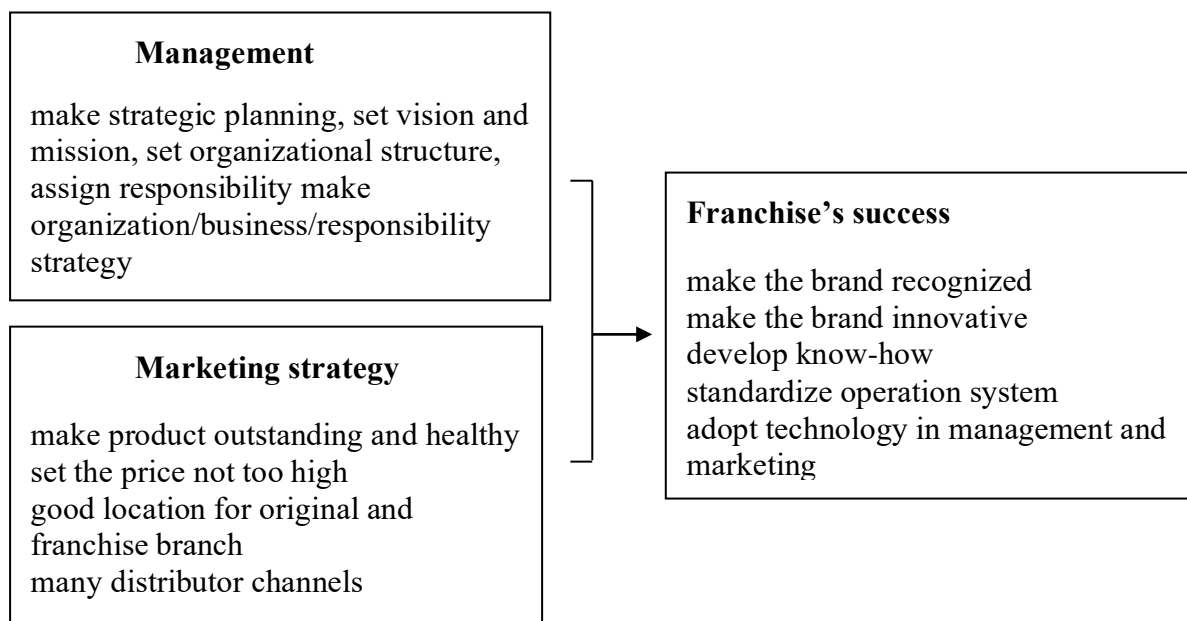 Management
make strategic planning, set vision and
mission, set organizational structure,
assign responsibility make
organization/business/responsibility
strategy
Marketing strategy
make product outstanding and healthy
set the price not too high
good location for original and
franchise branch
many distributor channels
Franchise’s success
make the brand recognized
make the brand innovative
develop know-how
standardize operation system
adopt technology in management and
marketing